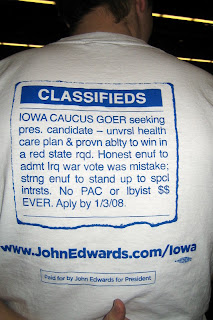 CLASSIFIEDS
IOWA CAUCUS GOER seeking
pres. candidate – unvrsl health
care plan & provn ablty to win in
a red state rqd. Honest enuf to
admt Irq war vote was mistake:
strng enuf to stand up to spcl
intrsts. No PAC or lbyist $$
EVER. Aply by 1/3/08.
www.JohnEdwards.com/Iowa
Paid for by John Edwards for President